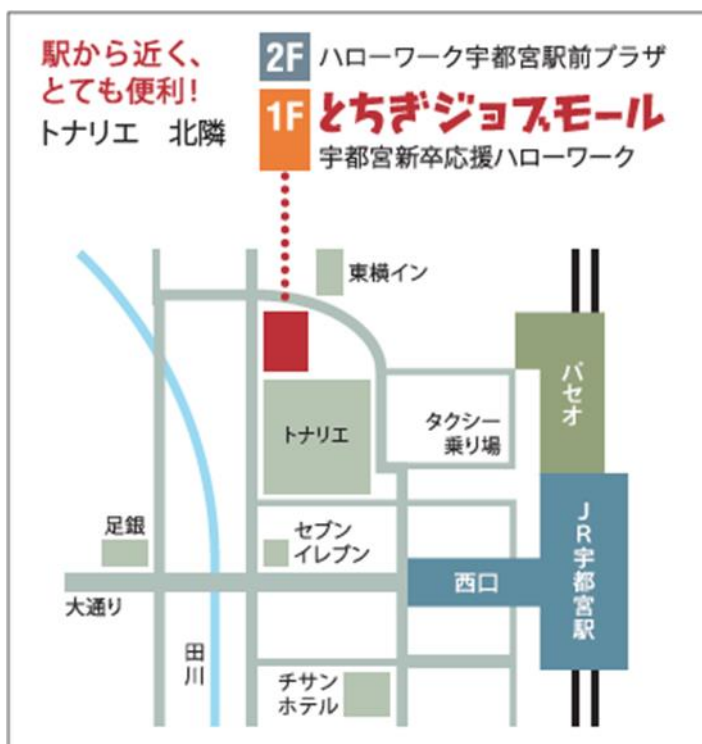 駅から近く、
とても便利!
トナリエ 北隣
2F ハローワーク宇都宮駅前プラザ
1F とちぎジョブモール
宇都宮新卒応援ハローワーク
東横イン
パセオ
トナリエ
タクシー
乗り場
足銀
セブン
イレブン
JR宇都宮駅
西口
大通り
田川
チサン
ホテル